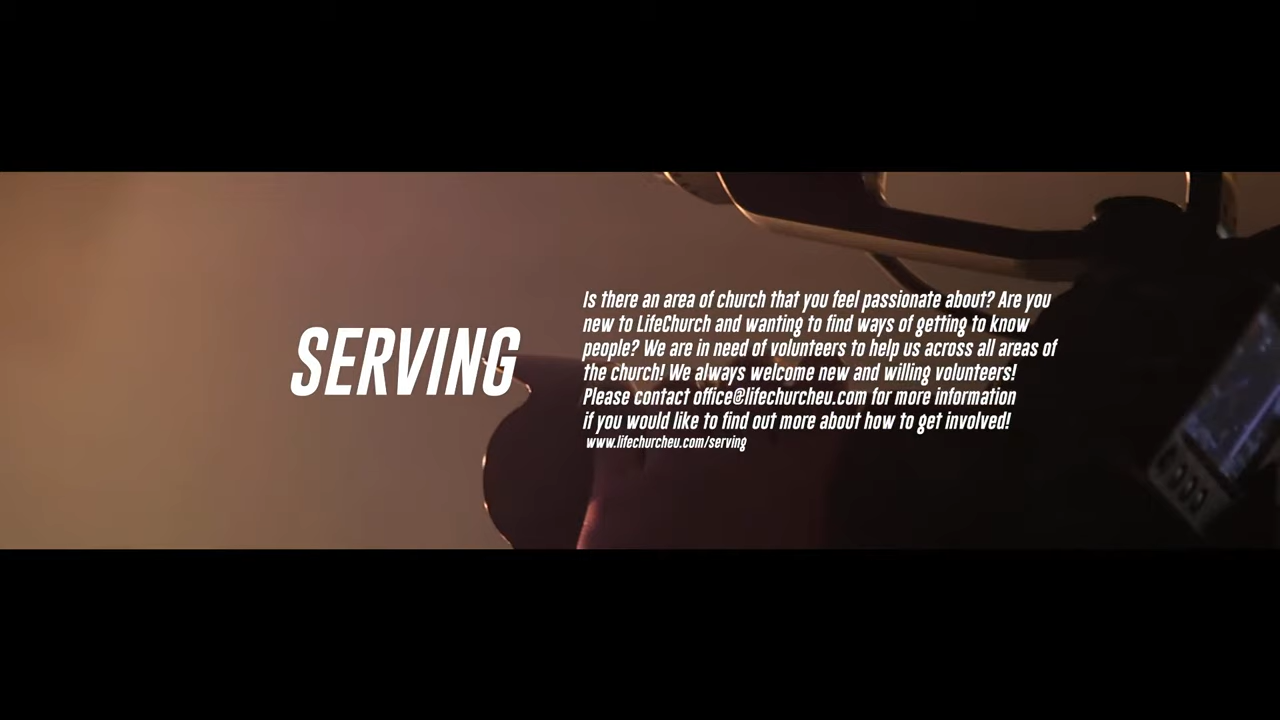 SERVING
Is there an area of church that you feel passionate about? Are you
new to LifeChurch and wanting to find ways of getting to know
people? We are in need of volunteers to help us across all areas of
the church! We always welcome new and willing volunteers!
Please contact office@lifechurcheu.com for more information
if you would like to find out more about how to get involved!
www.lifechurcheu.com/serving